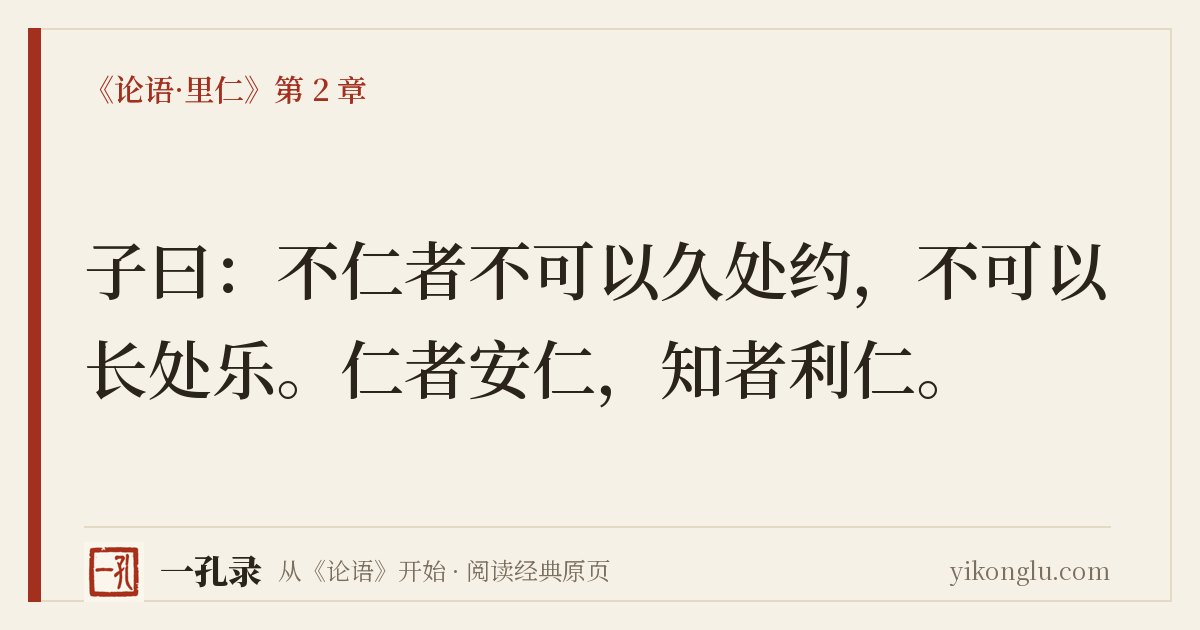 《论语·里仁》第 2 章
子曰：不仁者不可以久处约，不可以
长处乐。仁者安仁，知者利仁。
一孔
一孔录 从《论语》开始 · 阅读经典原页 yikonglu.com